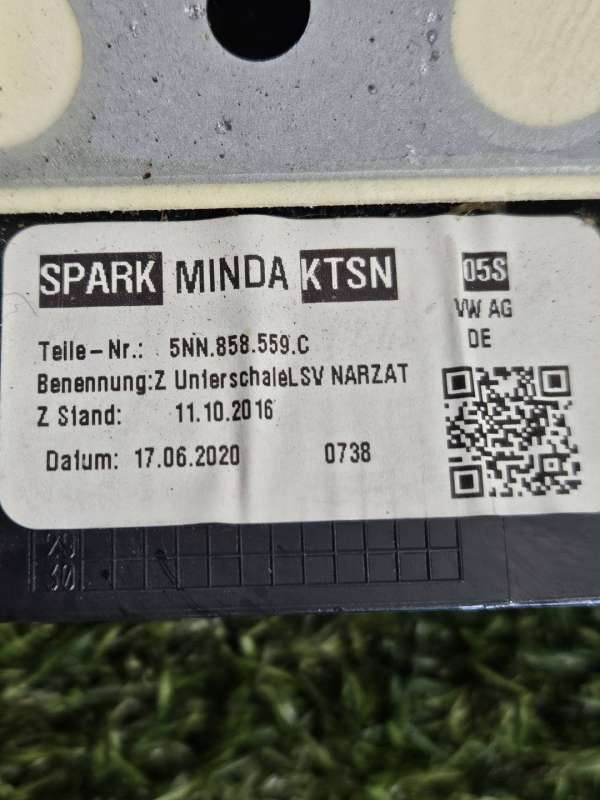 SPARK MINDA KTSN
05S
VW AG
DE
Teile-Nr.: 5NN.858.559.C
Benennung:Z UnterschaleLSV NARZAT
Z Stand: 11.10.2016
Datum: 17.06.2020 0738
30